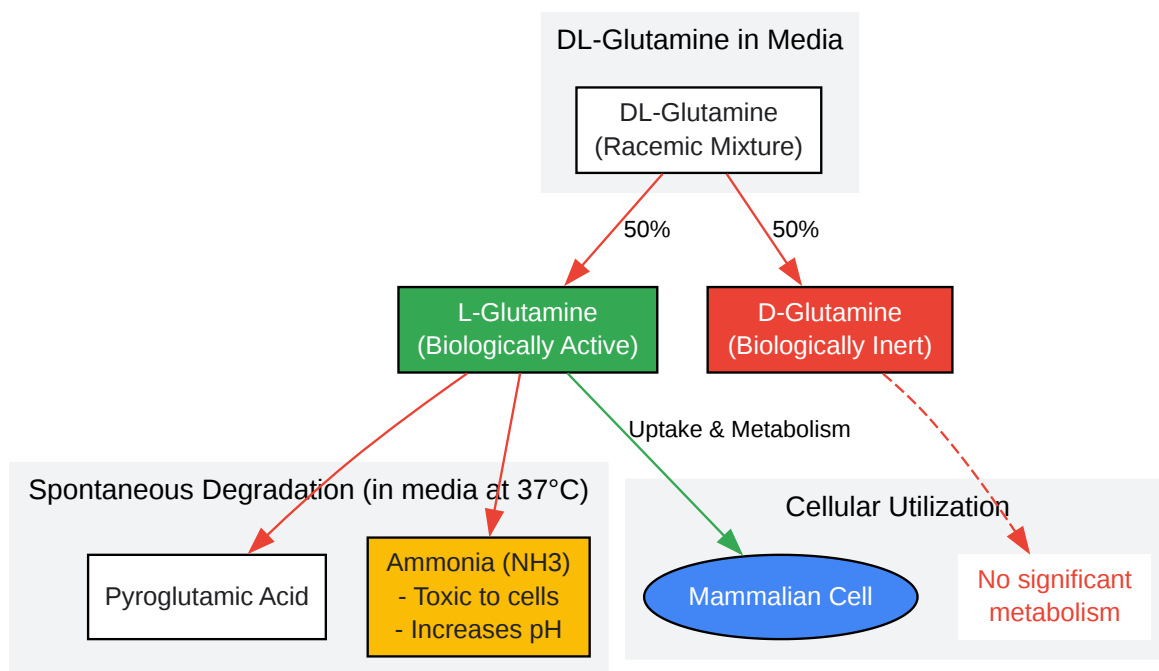 DL-Glutamine in Media
DL-Glutamine
(Racemic Mixture)
50%
50%
L-Glutamine
(Biologically Active)
D-Glutamine
(Biologically Inert)
Uptake & Metabolism
Spontaneous Degradation (in media at 37°C)
Cellular Utilization
Pyroglutamic Acid
Ammonia (NH3)
- Toxic to cells
- Increases pH
Mammalian Cell
No significant
metabolism